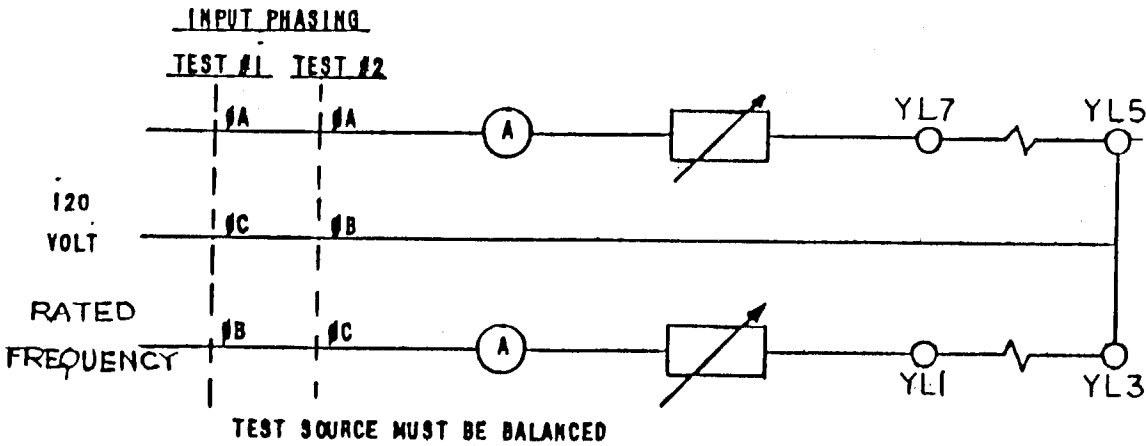 INPUT PHASING
TEST #1 TEST #2
øA øA A YL7 YL5
120
VOLT
øC øB
RATED
FREQUENCY
øB øC A YL1 YL3
TEST SOURCE MUST BE BALANCED